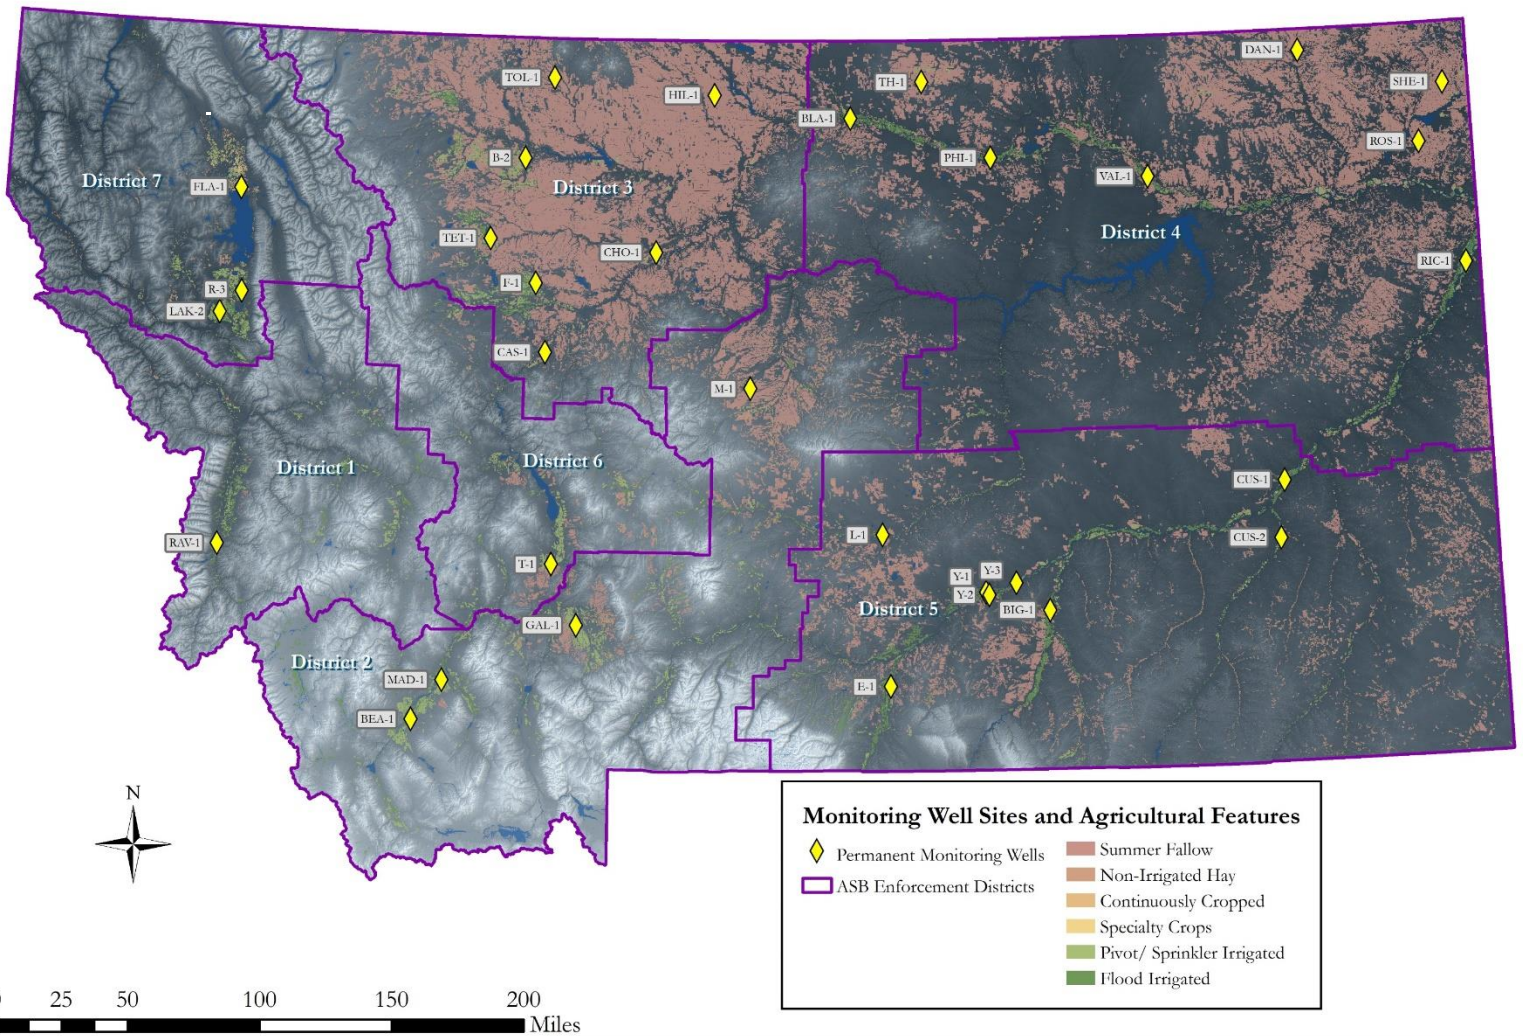 DAN-1
TOL-1
TH-1
SHE-1
HIL-1
BLA-1
ROS-1
B-2
PHI-1
VAL-1
District 7
FLA-1
District 3
TET-1
District 4
CHO-1
RIC-1
F-1
R-3
LAK-2
CAS-1
M-1
District 1
District 6
CUS-1
L-1
CUS-2
RAV-1
T-1
Y-1
Y-3
Y-2
District 5
BIG-1
GAL-1
District 2
MAD-1
E-1
BEA-1
N
Monitoring Well Sites and Agricultural Features
Permanent Monitoring Wells
ASB Enforcement Districts
Summer Fallow
Non-Irrigated Hay
Continuously Cropped
Specialty Crops
Pivot/ Sprinkler Irrigated
Flood Irrigated
25 50 100 150 200
Miles